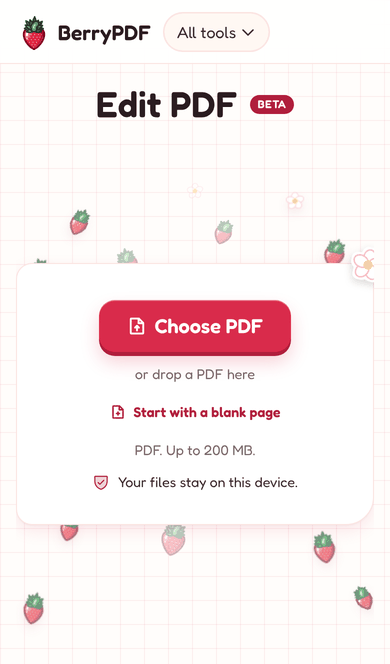 BerryPDF All tools
Edit PDF BETA
Choose PDF
or drop a PDF here
Start with a blank page
PDF. Up to 200 MB.
Your files stay on this device.